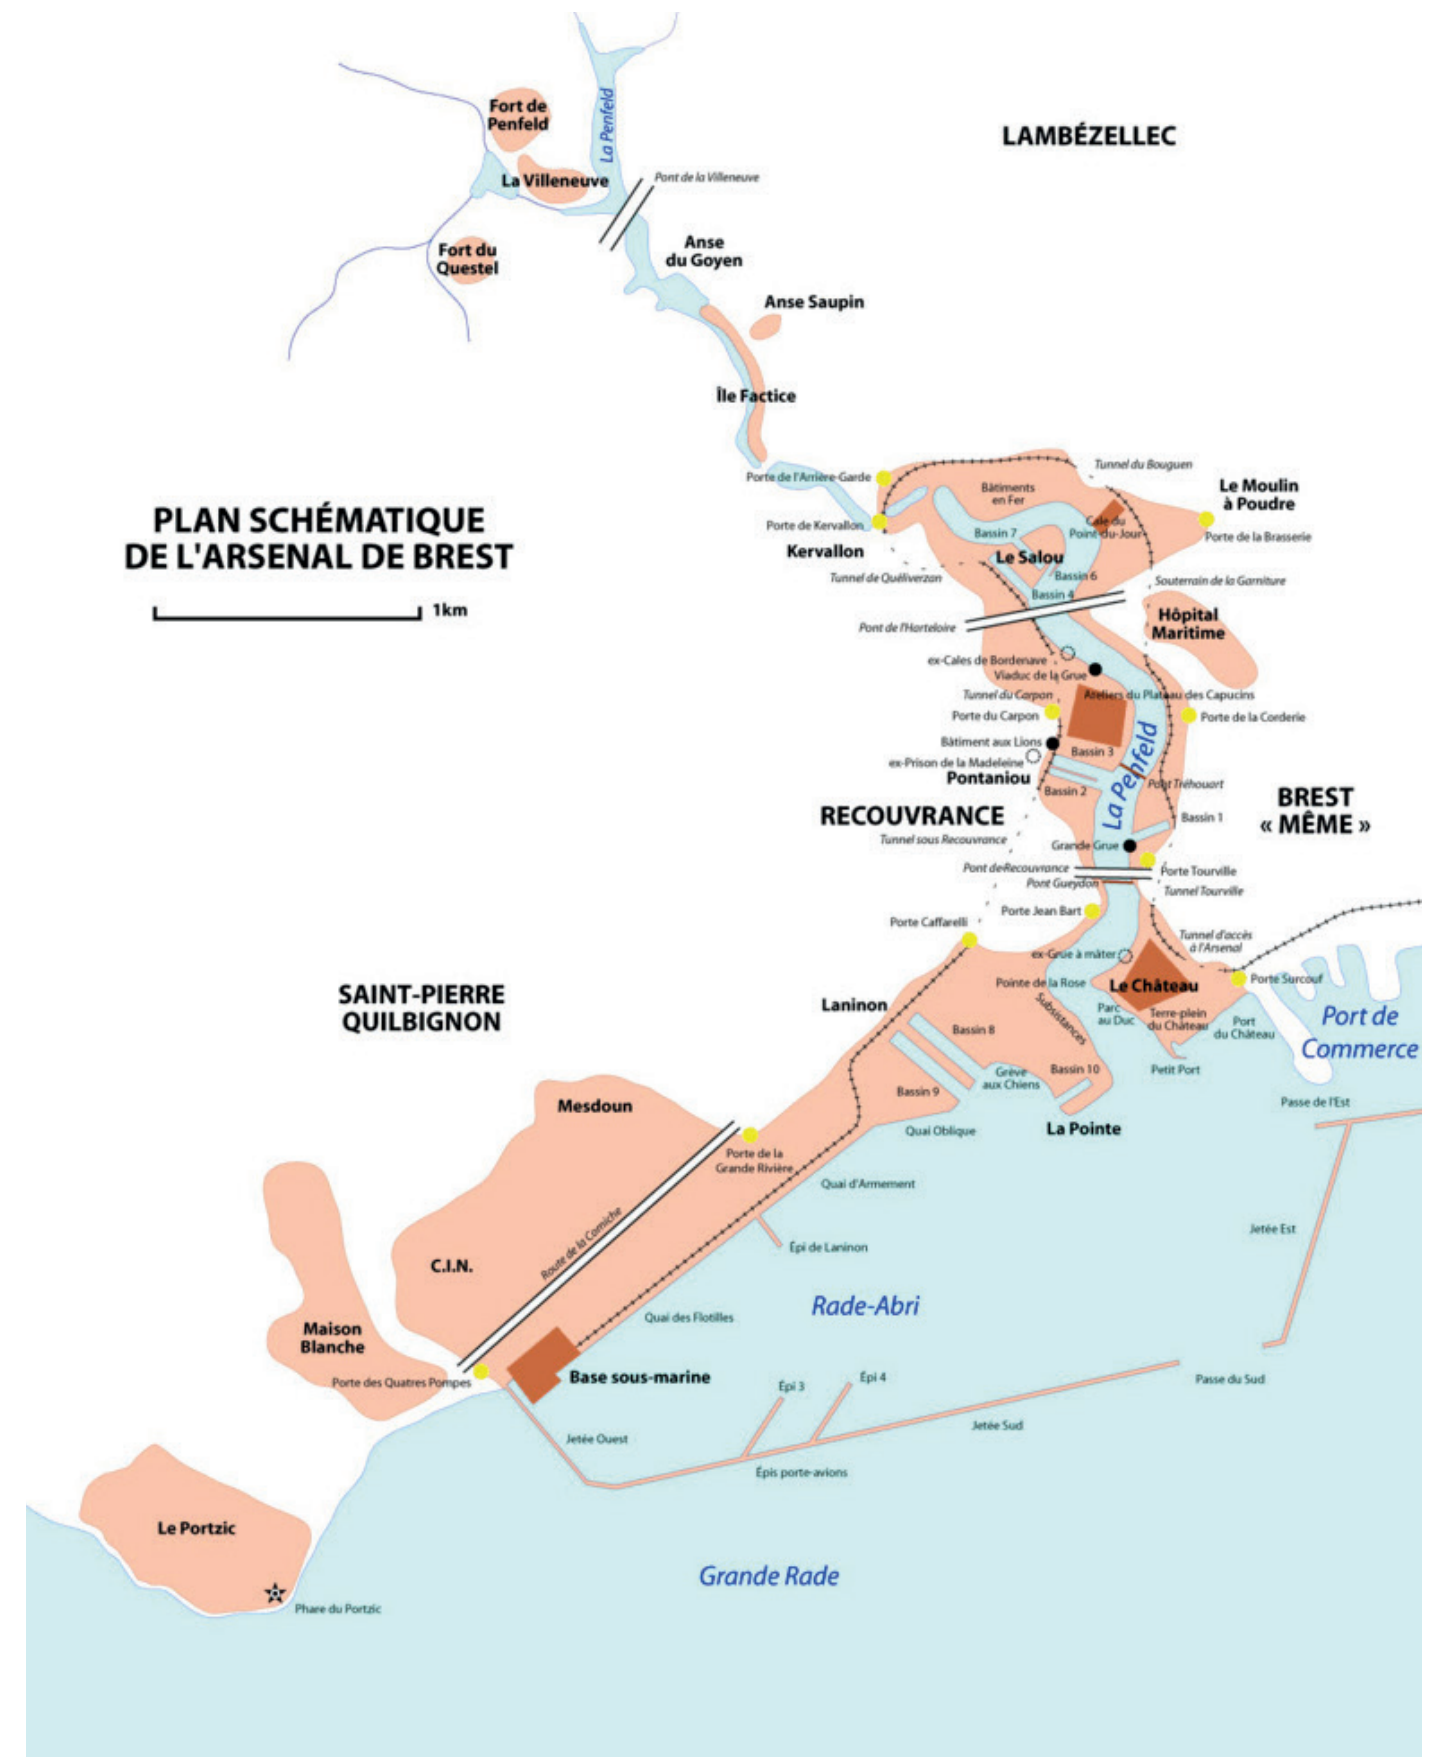 Fort de
Penfeld
La Penfeld
LAMBÉZELLEC
La Villeneuve
Pont de la Villeneuve
Fort du
Questel
Anse
du Goyen
Anse Saupin
Île Factice
PLAN SCHÉMATIQUE
DE L'ARSENAL DE BREST
1km
Porte de l'Arrière-Garde
Tunnel du Bouguen
Bâtiments
en Fer
Le Moulin
à Poudre
Porte de Kervallon
Kervallon
Bassin 7
Cale du
Point-du-Jour
Porte de la Brasserie
Le Salou
Tunnel de Quéliverzan
Bassin 6
Souterrain de la Garniture
Bassin 4
Hôpital
Maritime
Pont de l'Harteloire
ex-Cales de Bordenave
Viaduc de la Grue
Tunnel du Carpon
Ateliers du Plateau des Capucins
Porte du Carpon
Porte de la Corderie
Bâtiment aux Lions
Bassin 3
ex-Prison de la Madeleine
Pontaniou
Bassin 2
Pont Tréhouart
La Penfeld
RECOUVRANCE
BREST
« MÊME »
Bassin 1
Tunnel sous Recouvrance
Grande Grue
Pont de Recouvrance
Porte Tourville
Pont Gueydon
Tunnel Tourville
Porte Jean Bart
Porte Caffarelli
Tunnel d'accès
à l'Arsenal
ex-Grue à mâter
Pointe de la Rose
Le Château
Porte Surcouf
SAINT-PIERRE
QUILBIGNON
Laninon
Subsistances
Parc
au Duc
Terre-plein
du Château
Port
du Château
Port de
Commerce
Bassin 8
Grève
aux Chiens
Bassin 10
Petit Port
Bassin 9
Passe de l'Est
Mesdoun
Quai Oblique
La Pointe
Porte de la
Grande Rivière
Quai d'Armement
Route de la Corniche
Jetée Est
Épi de Laninon
C.I.N.
Rade-Abri
Quai des Flotilles
Maison
Blanche
Porte des Quatres Pompes
Base sous-marine
Épi 3
Épi 4
Passe du Sud
Jetée Ouest
Jetée Sud
Épis porte-avions
Le Portzic
Grande Rade
Phare du Portzic